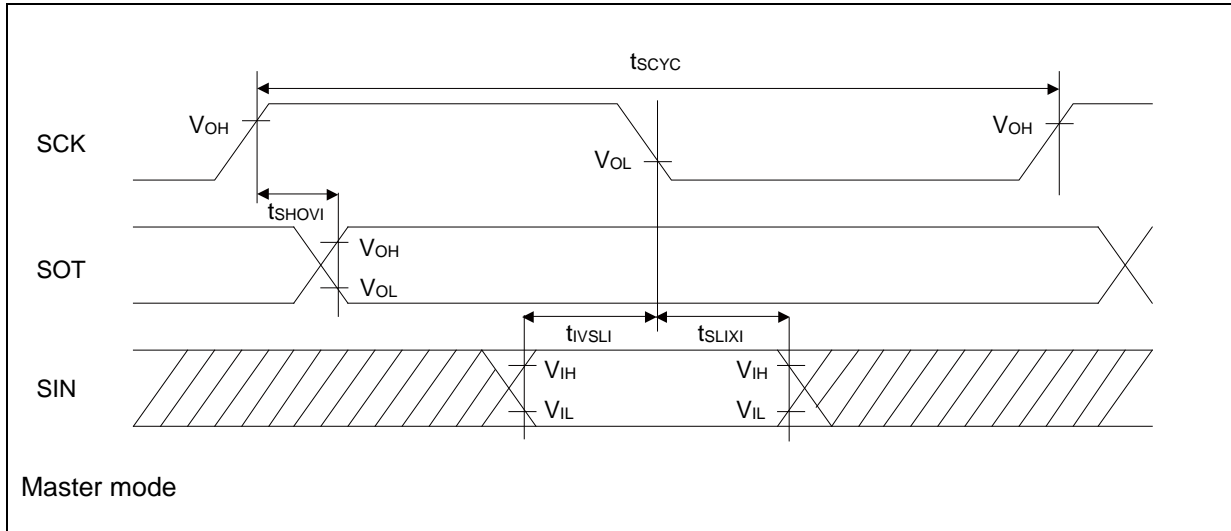 tSCYC
SCK
VOH
VOL
VOH
tSHOVI
SOT
VOH
VOL
tIVSLI
tSLIXI
SIN
VIH
VIH
VIL
VIL
Master mode